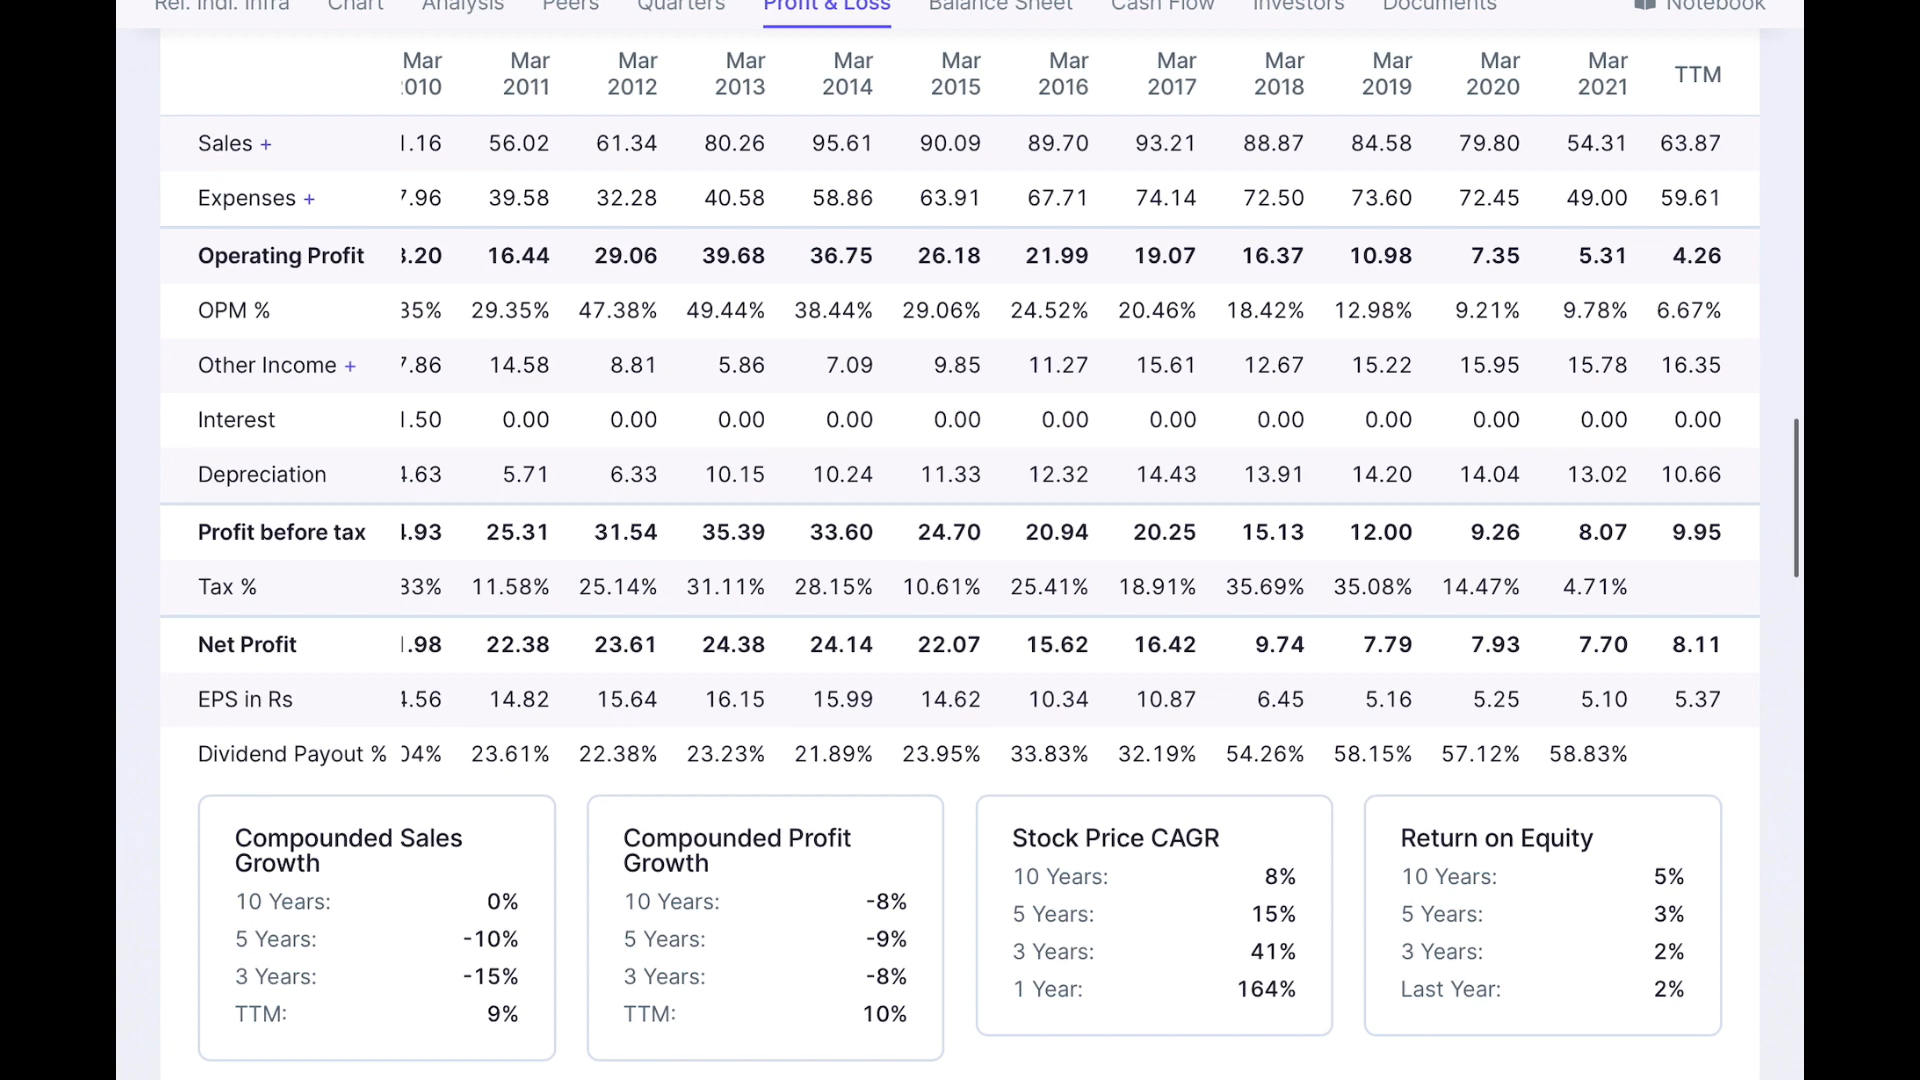 Rel. Indl. Infra Chart Analysis Peers Quarters Profit & Loss Balance Sheet Cash Flow Investors Documents Notebook
Mar Mar Mar Mar Mar Mar Mar Mar Mar Mar Mar Mar
2011 2012 2013 2014 2015 2016 2017 2018 2019 2020 2021 TTM
Sales + 56.02 61.34 80.26 95.61 90.09 89.70 93.21 88.87 84.58 79.80 54.31 63.87
Expenses + 7.96 39.58 32.28 40.58 58.86 63.91 67.71 74.14 72.50 73.60 72.45 49.00 59.61
Operating Profit 3.20 16.44 29.06 39.68 36.75 26.18 21.99 19.07 16.37 10.98 7.35 5.31 4.26
OPM % 35% 29.35% 47.38% 49.44% 38.44% 29.06% 24.52% 20.46% 18.42% 12.98% 9.21% 9.78% 6.67%
Other Income + 7.86 14.58 8.81 5.86 7.09 9.85 11.27 15.61 12.67 15.22 15.95 15.78 16.35
Interest 0.00 0.00 0.00 0.00 0.00 0.00 0.00 0.00 0.00 0.00 0.00 0.00
Depreciation 4.63 5.71 6.33 10.15 10.24 11.33 12.32 14.43 13.91 14.20 14.04 13.02 10.66
Profit before tax 25.31 31.54 35.39 33.60 24.70 20.94 20.25 15.13 12.00 9.26 8.07 9.95
Tax % 33% 11.58% 25.14% 31.11% 28.15% 10.61% 25.41% 18.91% 35.69% 35.08% 14.47% 4.71%
Net Profit .98 22.38 23.61 24.38 24.14 22.07 15.62 16.42 9.74 7.79 7.93 7.70 8.11
EPS in Rs 4.56 14.82 15.64 16.15 15.99 14.62 10.34 10.87 6.45 5.16 5.25 5.10 5.37
Dividend Payout % 04% 23.61% 22.38% 23.23% 21.89% 23.95% 33.83% 32.19% 54.26% 58.15% 57.12% 58.83%
Compounded Sales
Growth
10 Years: 0%
5 Years: -10%
3 Years: -15%
TTM: 9%
Compounded Profit
Growth
10 Years: -8%
5 Years: -9%
3 Years: -8%
TTM: 10%
Stock Price CAGR
10 Years: 8%
5 Years: 15%
3 Years: 41%
1 Year: 164%
Return on Equity
10 Years: 5%
5 Years: 3%
3 Years: 2%
Last Year: 2%